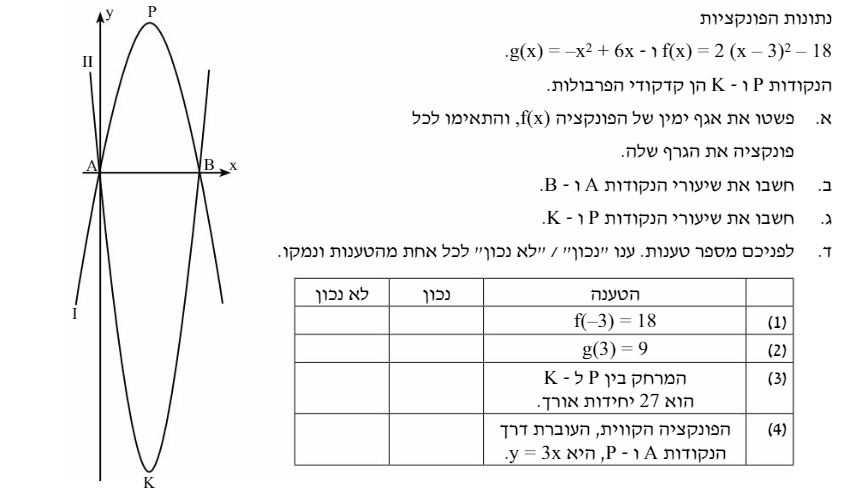 נתונות הפונקציות
f(x) = 2 (x – 3)² – 18 ו - g(x) = –x² + 6x.
הנקודות P ו - K הן קדקודי הפרבולות.
א. פשטו את אגף ימין של הפונקציה f(x), והתאימו לכל
פונקציה את הגרף שלה.
ב. חשבו את שיעורי הנקודות A ו - B.
ג. חשבו את שיעורי הנקודות P ו - K.
ד. לפניכם מספר טענות. ענו "נכון" / "לא נכון" לכל אחת מהטענות ונמקו.
הטענה נכון לא נכון
(1) f(–3) = 18
(2) g(3) = 9
(3) המרחק בין P ל - K
הוא 27 יחידות אורך.
(4) הפונקציה הקווית, העוברת דרך
הנקודות A ו - P, היא y = 3x.
y
P
II
A
B
x
I
K